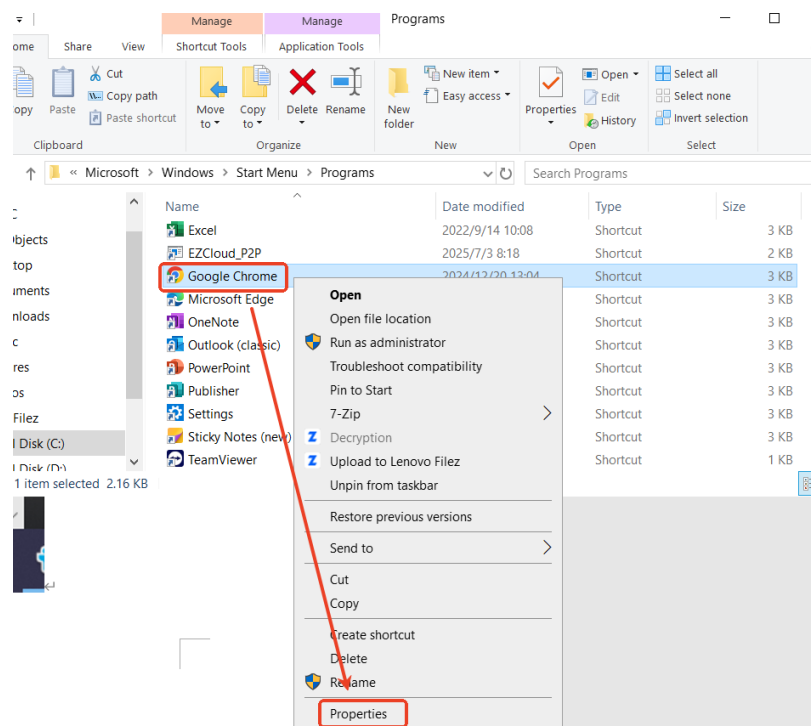 Manage Manage Programs
ome Share View Shortcut Tools Application Tools
opy
Paste
Cut
Copy path
Paste shortcut
Move to
Copy to
Delete
Rename
New folder
New item
Easy access
Properties
Open
Edit
History
Select all
Select none
Invert selection
Clipboard Organize New Open Select
« Microsoft > Windows > Start Menu > Programs Search Programs
Name Date modified Type Size
Excel 2022/9/14 10:08 Shortcut 3 KB
EZCloud_P2P 2025/7/3 8:18 Shortcut 2 KB
Google Chrome 2024/12/20 13:04 Shortcut 3 KB
Microsoft Edge Shortcut 3 KB
OneNote Shortcut 3 KB
Outlook (classic) Shortcut 3 KB
PowerPoint Shortcut 3 KB
Publisher Shortcut 3 KB
Settings Shortcut 3 KB
Sticky Notes (new) Shortcut 3 KB
TeamViewer Shortcut 1 KB
C
bjects
top
uments
nloads
c
res
os
Filez
l Disk (C:)
l Disk (D:)
1 item selected 2.16 KB
Open
Open file location
Run as administrator
Troubleshoot compatibility
Pin to Start
7-Zip
Decryption
Upload to Lenovo Filez
Unpin from taskbar
Restore previous versions
Send to
Cut
Copy
Create shortcut
Delete
Rename
Properties